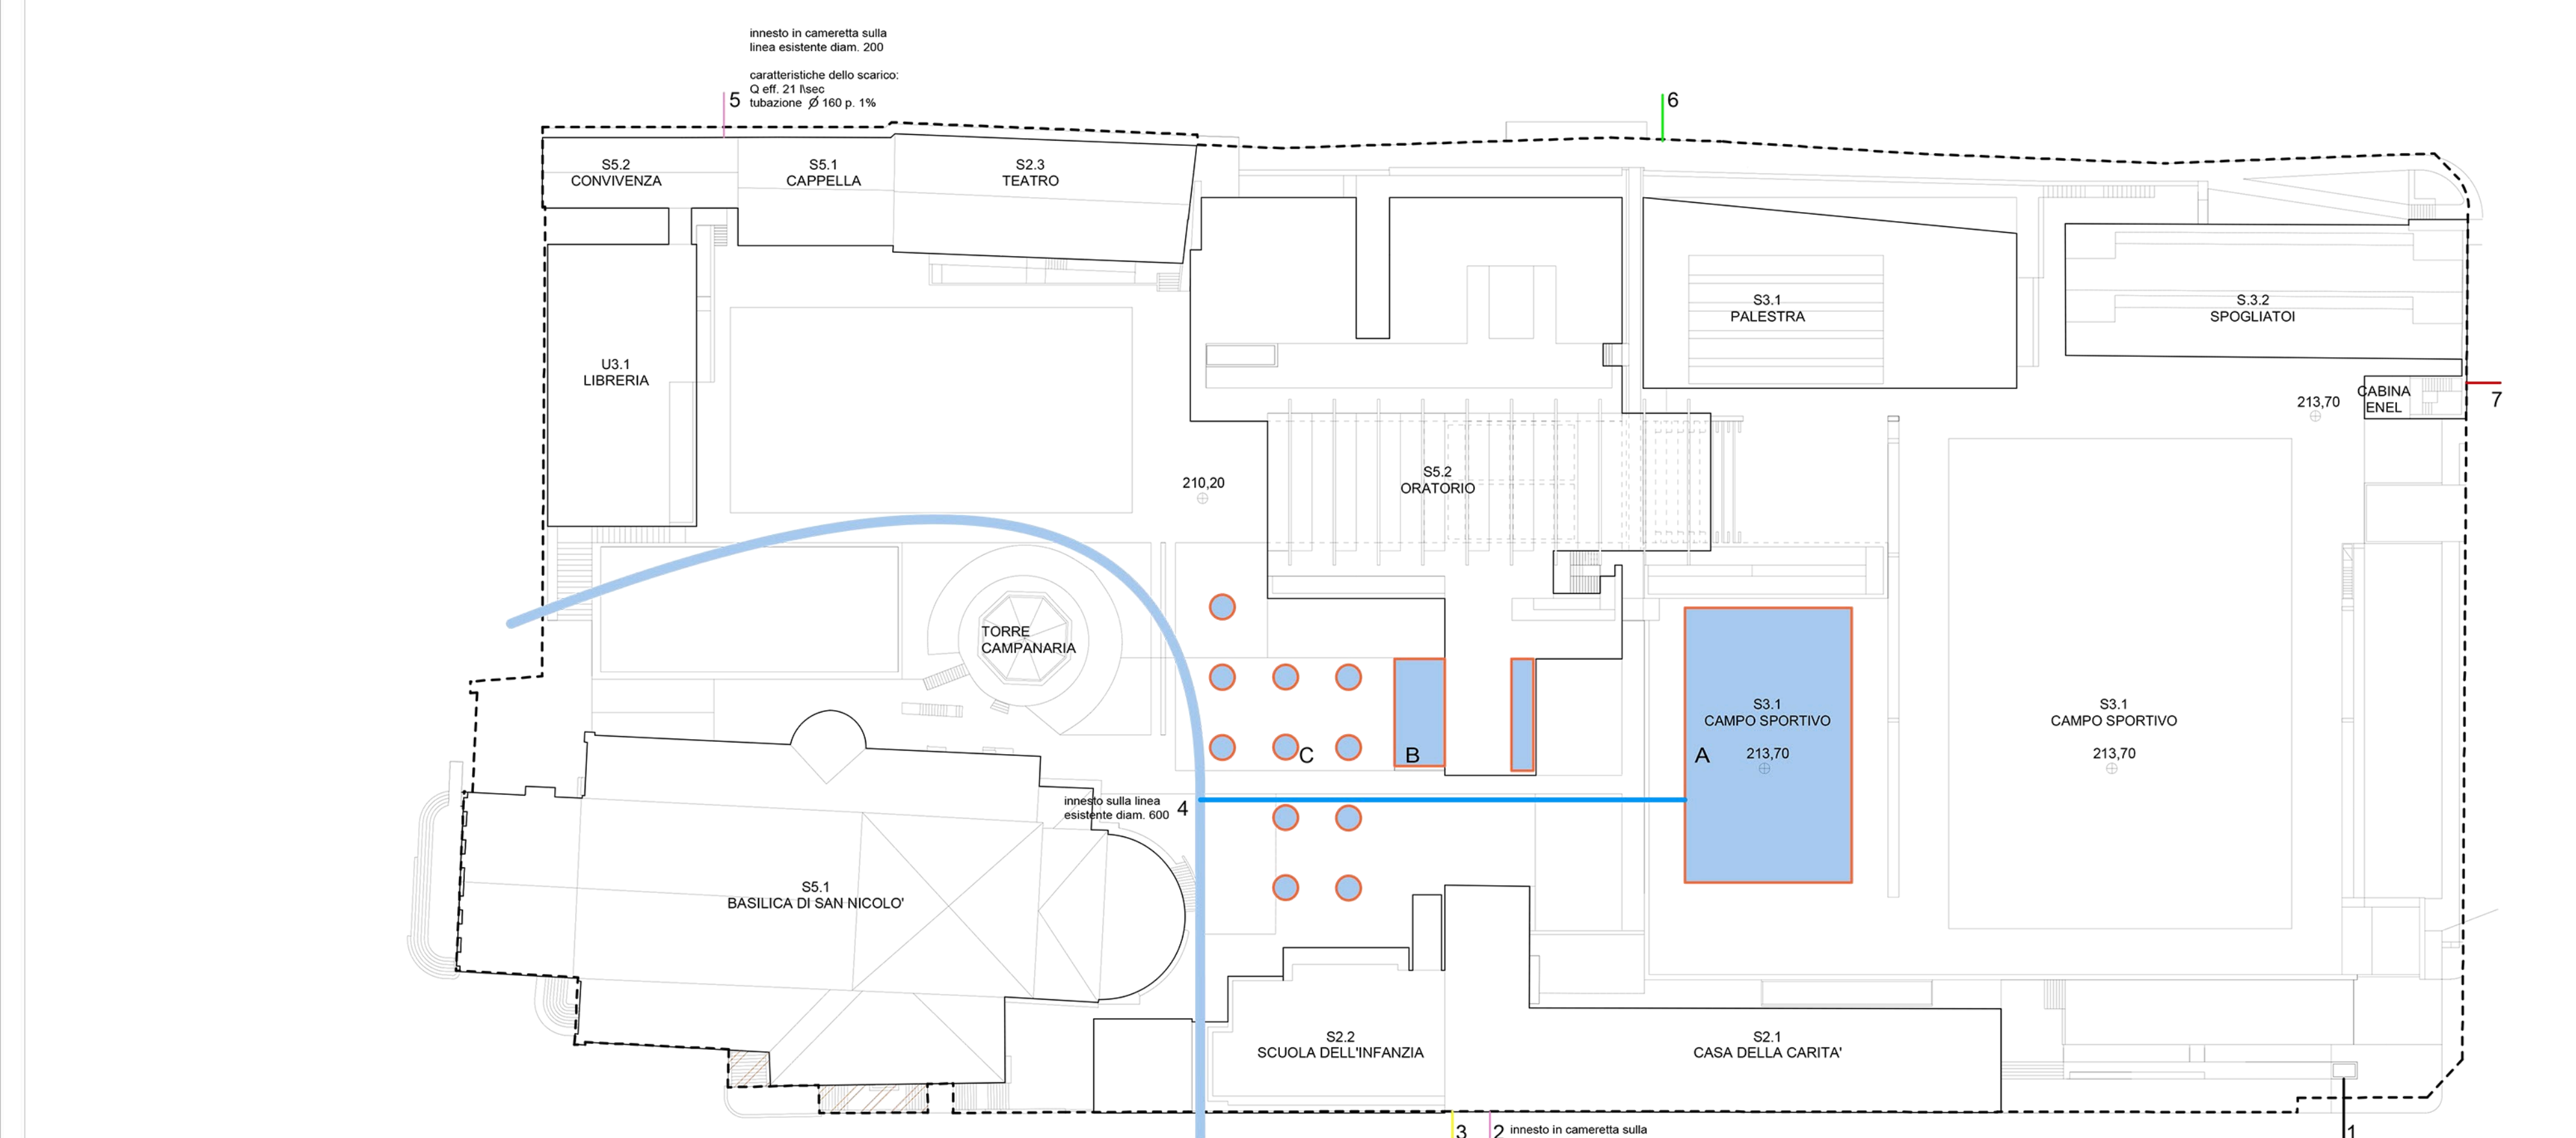 innesto in cameretta sulla
linea esistente diam. 200
caratteristiche dello scarico:
Q eff. 21 l\sec
tubazione Ø 160 p. 1%
5
6
S5.2
CONVIVENZA
S5.1
CAPPELLA
S2.3
TEATRO
S3.1
PALESTRA
S.3.2
SPOGLIATOI
U3.1
LIBRERIA
CABINA
ENEL
213,70
7
210,20
S5.2
ORATORIO
TORRE
CAMPANARIA
S3.1
CAMPO SPORTIVO
213,70
S3.1
CAMPO SPORTIVO
213,70
C
B
A
innesto sulla linea
esistente diam. 600
4
S5.1
BASILICA DI SAN NICOLO'
S2.2
SCUOLA DELL'INFANZIA
S2.1
CASA DELLA CARITA'
3
2
innesto in cameretta sulla
1